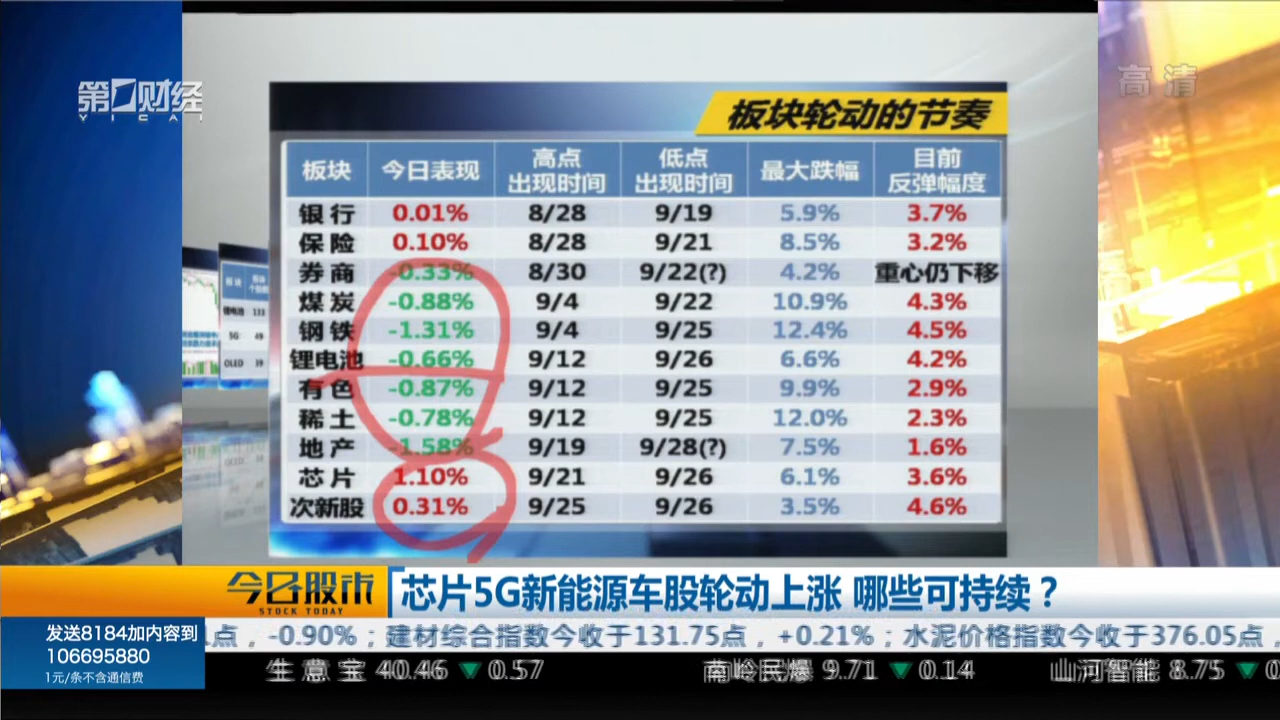 第一财经
YICAI
高清
板块轮动的节奏
板块 今日表现 高点出现时间 低点出现时间 最大跌幅 目前反弹幅度
银行 0.01% 8/28 9/19 5.9% 3.7%
保险 0.10% 8/28 9/21 8.5% 3.2%
券商 -0.33% 8/30 9/22(?) 4.2% 重心仍下移
煤炭 -0.88% 9/4 9/22 10.9% 4.3%
钢铁 -1.31% 9/4 9/25 12.4% 4.5%
锂电池 -0.66% 9/12 9/26 6.6% 4.2%
有色 -0.87% 9/12 9/25 9.9% 2.9%
稀土 -0.78% 9/12 9/25 12.0% 2.3%
地产 -1.58% 9/19 9/28(?) 7.5% 1.6%
芯片 1.10% 9/21 9/26 6.1% 3.6%
次新股 0.31% 9/25 9/26 3.5% 4.6%
锂电池 133
5G 49
OLED 39
今日股市
STOCK TODAY
芯片5G新能源车股轮动上涨 哪些可持续？
发送8184加内容到
106695880
1元/条不含通信费
1点，-0.90%；建材综合指数今收于131.75点，+0.21%；水泥价格指数今收于376.05点，
生意宝 40.46 ▼ 0.57 南岭民爆 9.71 ▼ 0.14 山河智能 8.75 ▼